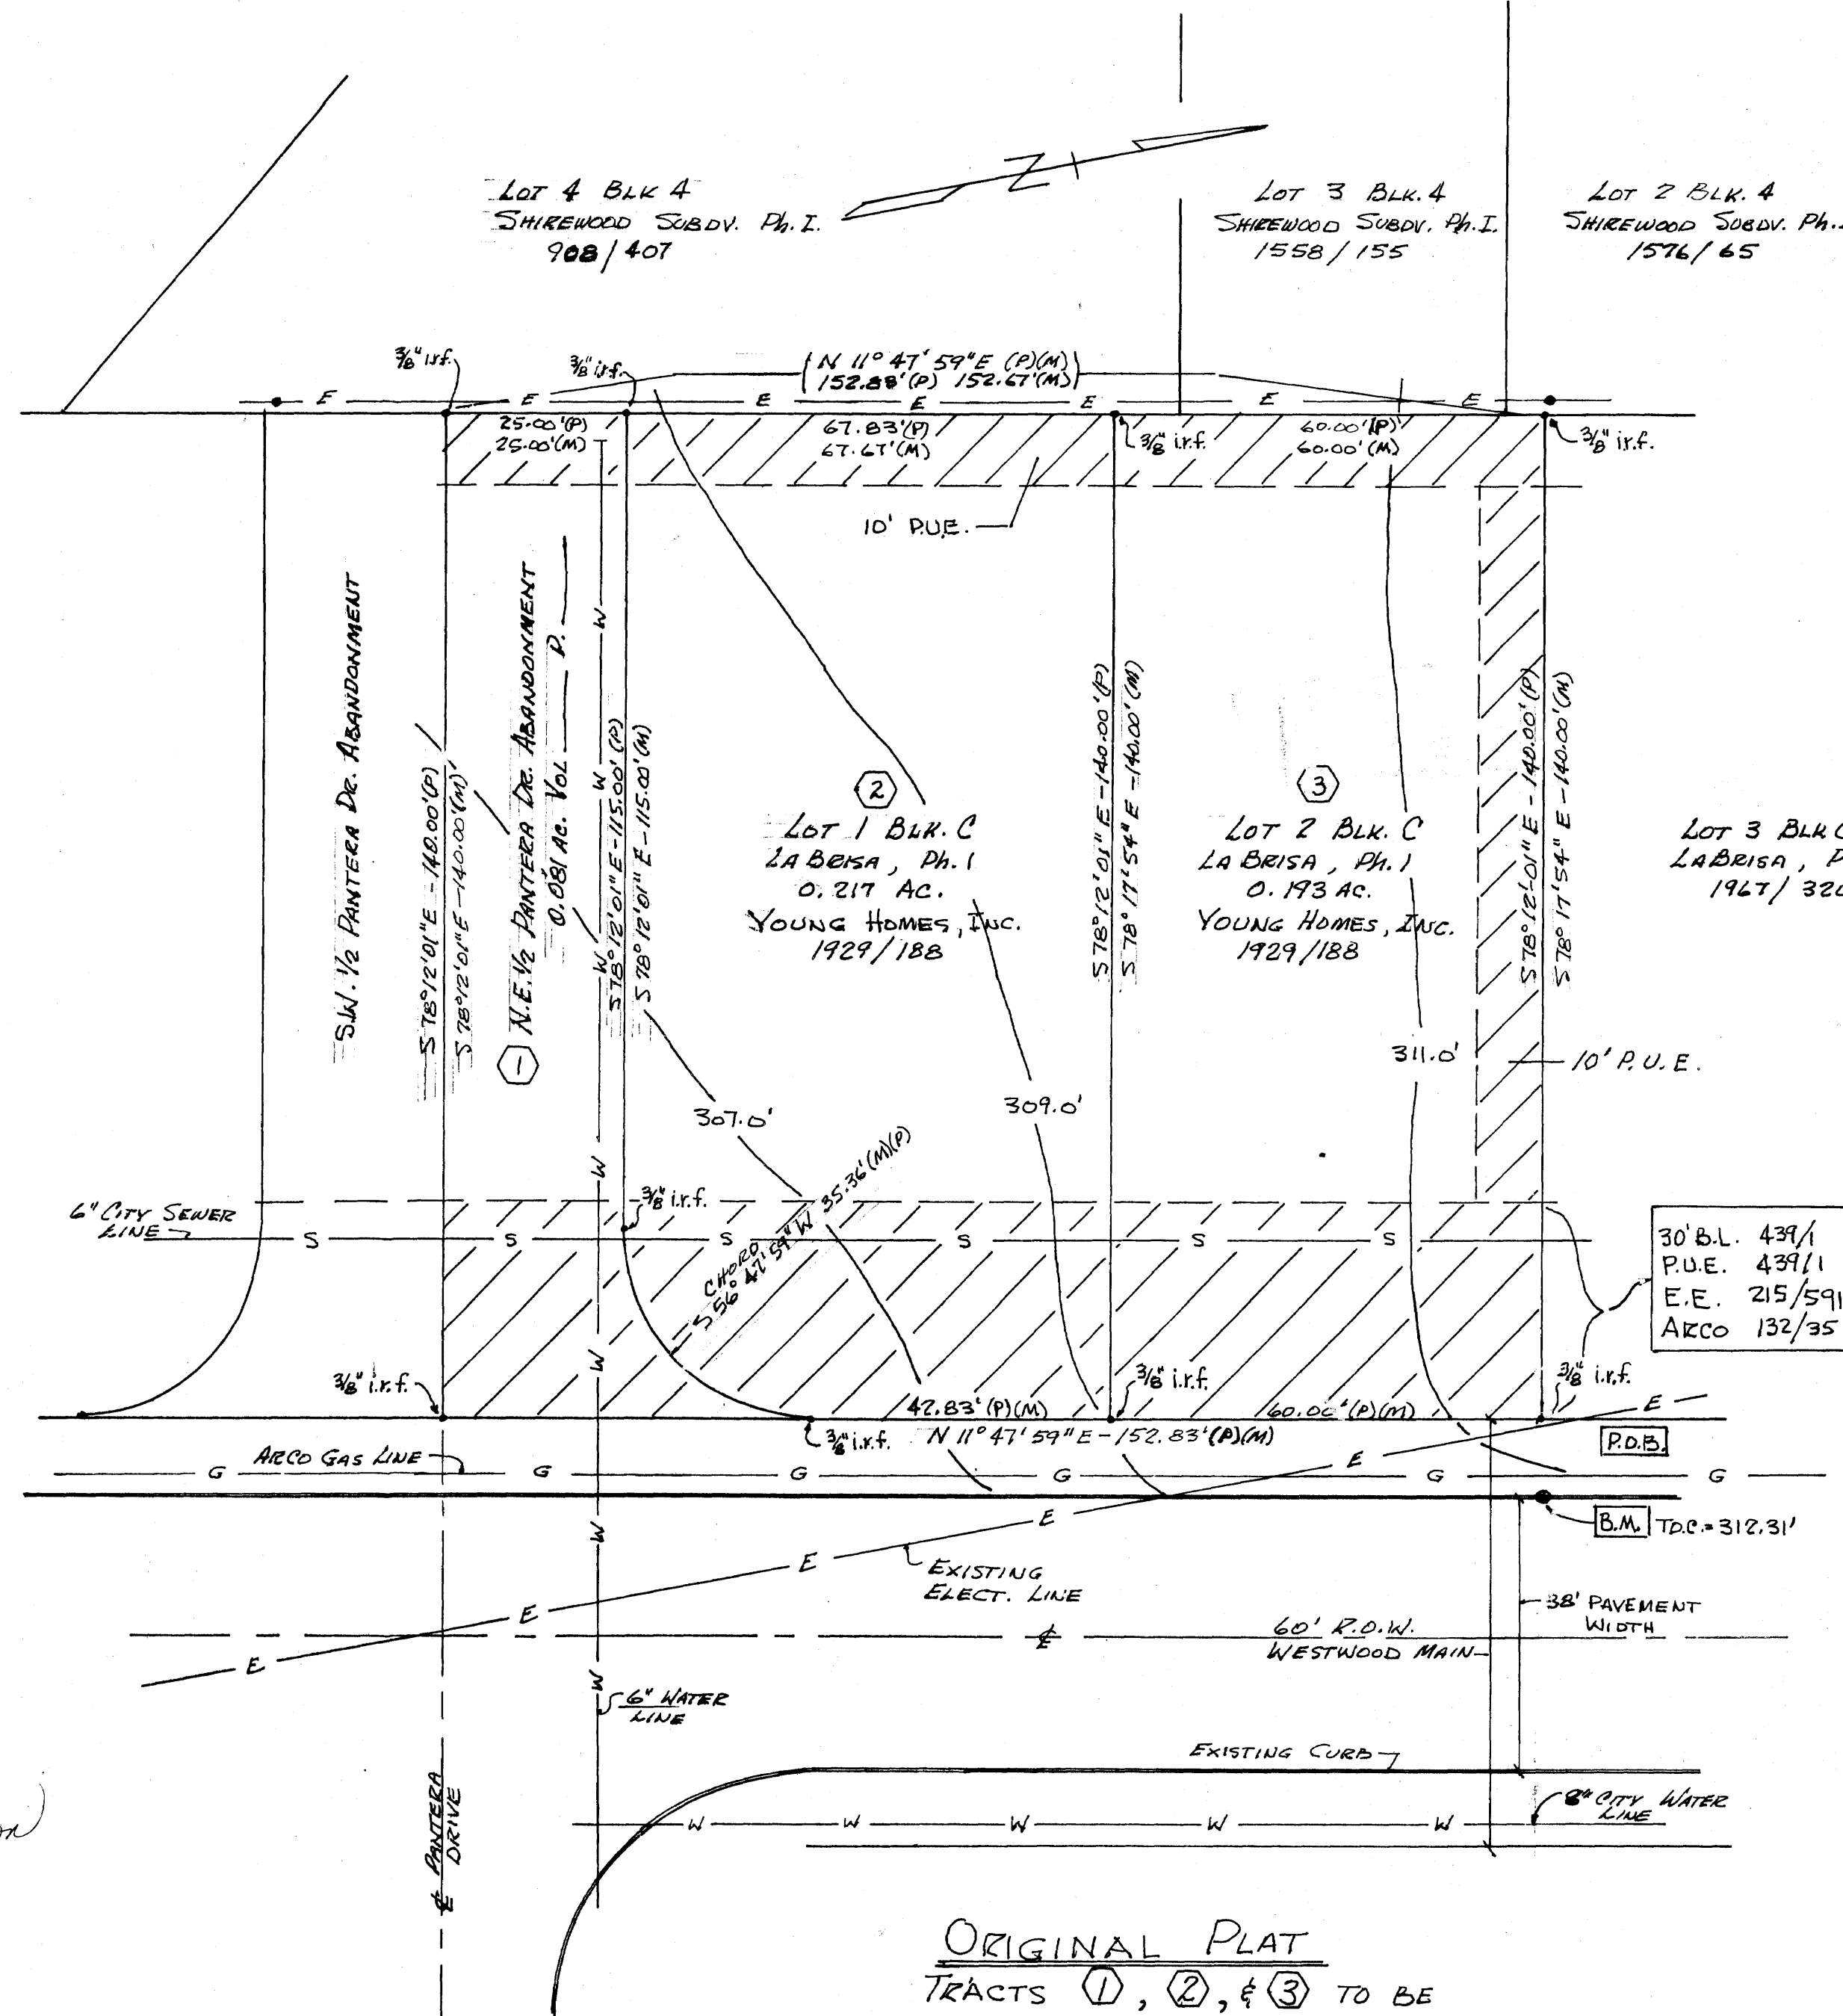 LOT 4 BLK 4
SHIREWOOD SUBDV. Ph. I.
908/407
N
LOT 3 BLK. 4
SHIREWOOD SUBDV. Ph. I.
1558/155
LOT 2 BLK. 4
SHIREWOOD SUBDV. Ph.
1576/65
3/8" i.r.f.
3/8" i.r.f.
N 11° 47' 59" E (P)(M)
152.88'(P) 152.67'(M)
E E E E E E E
25.00'(P)
25.00'(M)
67.83'(P)
67.67'(M)
3/8" i.r.f.
60.00'(P)
60.00'(M)
3/8" i.r.f.
10' P.U.E.
S.W. 1/2 PANTERA DR. ABANDONMENT
S 78°12'01"E - 140.00'(P)
S 78°12'01"E - 140.00'(M)
1 N.E. 1/2 PANTERA DR. ABANDONMENT
0.081 AC. VOL P.
W W W W W W W
S 78°12'01"E - 115.00'(P)
S 78°12'01"E - 115.00'(M)
2
LOT 1 BLK. C
LA BRISA, Ph. 1
0.217 AC.
YOUNG HOMES, INC.
1929/188
S 78°12'01" E - 140.00'(P)
S 78°17'54" E - 140.00'(M)
3
LOT 2 BLK. C
LA BRISA, Ph. 1
0.193 AC.
YOUNG HOMES, INC.
1929/188
S 78°12'01" E - 140.00'(P)
S 78°17'54" E - 140.00'(M)
LOT 3 BLK
LA BRISA,
1967/320
307.0'
309.0'
311.0'
10' P.U.E.
6" CITY SEWER
LINE
S S S S S S
3/8" i.r.f.
CHORD
S 56° 47' 59" W 35.36'(M)(P)
30' B.L. 439/1
P.U.E. 439/1
E.E. 215/591
ARCO 132/35
3/8" i.r.f.
3/8" i.r.f.
3/8" i.r.f.
42.83'(P)(M)
60.00'(P)(M)
3/8" i.r.f.
N 11° 47' 59" E - 152.83'(P)(M)
P.O.B.
ARCO GAS LINE
G G G G G G
B.M. T.O.C. = 312.31'
E E E E E E
EXISTING
ELECT. LINE
38' PAVEMENT
WIDTH
60' R.O.W.
WESTWOOD MAIN
℄
6" WATER
LINE
EXISTING CURB
8" CITY WATER
LINE
W W W W W
℄ PANTERA
DRIVE
ORIGINAL PLAT
TRACTS 1, 2, & 3 TO BE